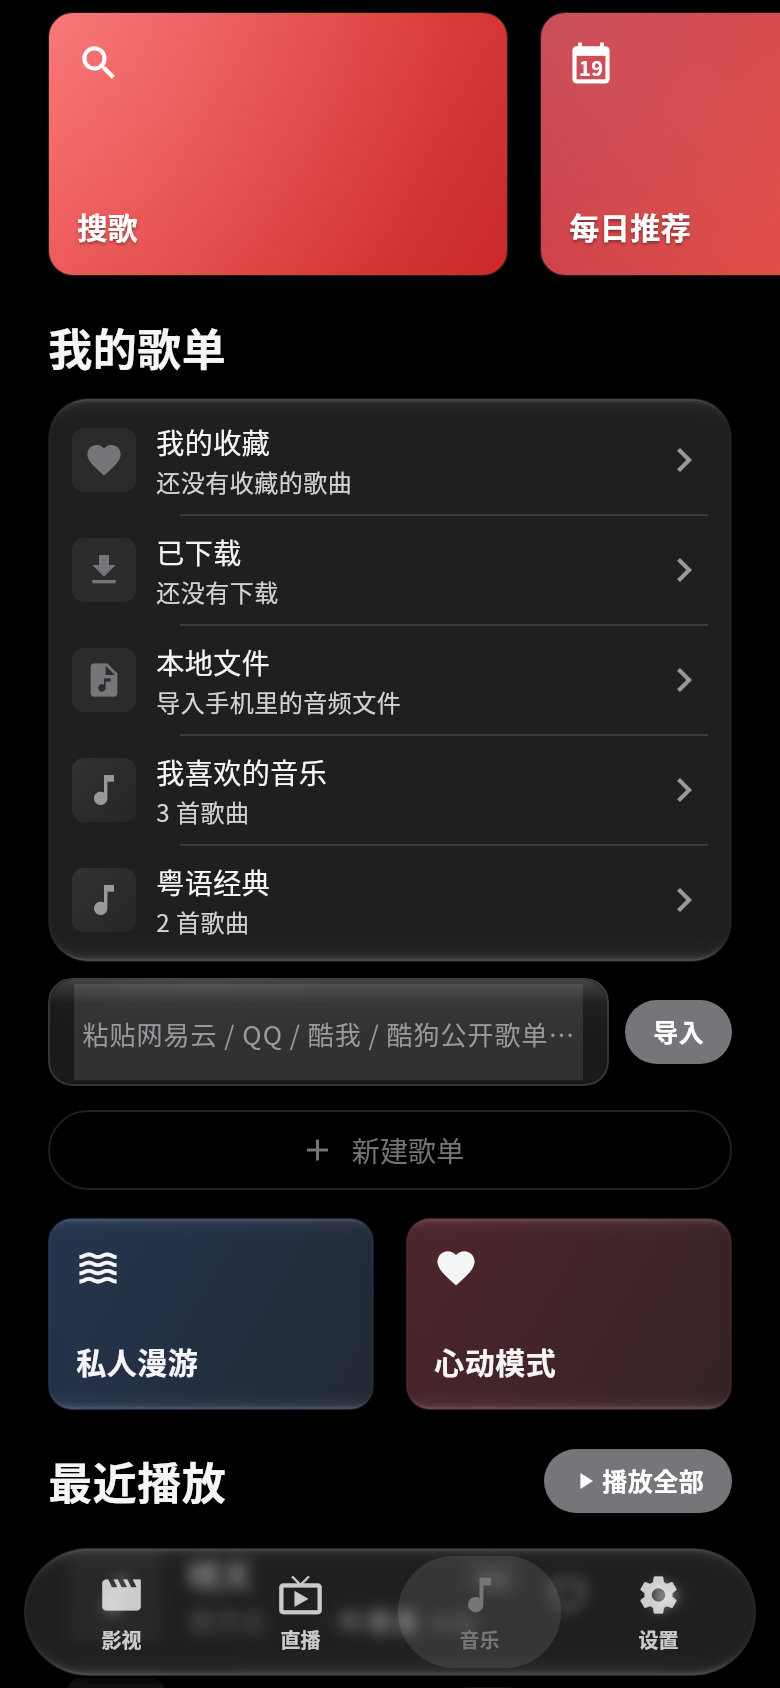 19
搜歌
每日推荐
我的歌单
我的收藏
还没有收藏的歌曲
已下载
还没有下载
本地文件
导入手机里的音频文件
我喜欢的音乐
3 首歌曲
粤语经典
2 首歌曲
粘贴网易云 / QQ / 酷我 / 酷狗公开歌单…
导入
新建歌单
私人漫游
心动模式
最近播放
播放全部
影视
直播
音乐
设置